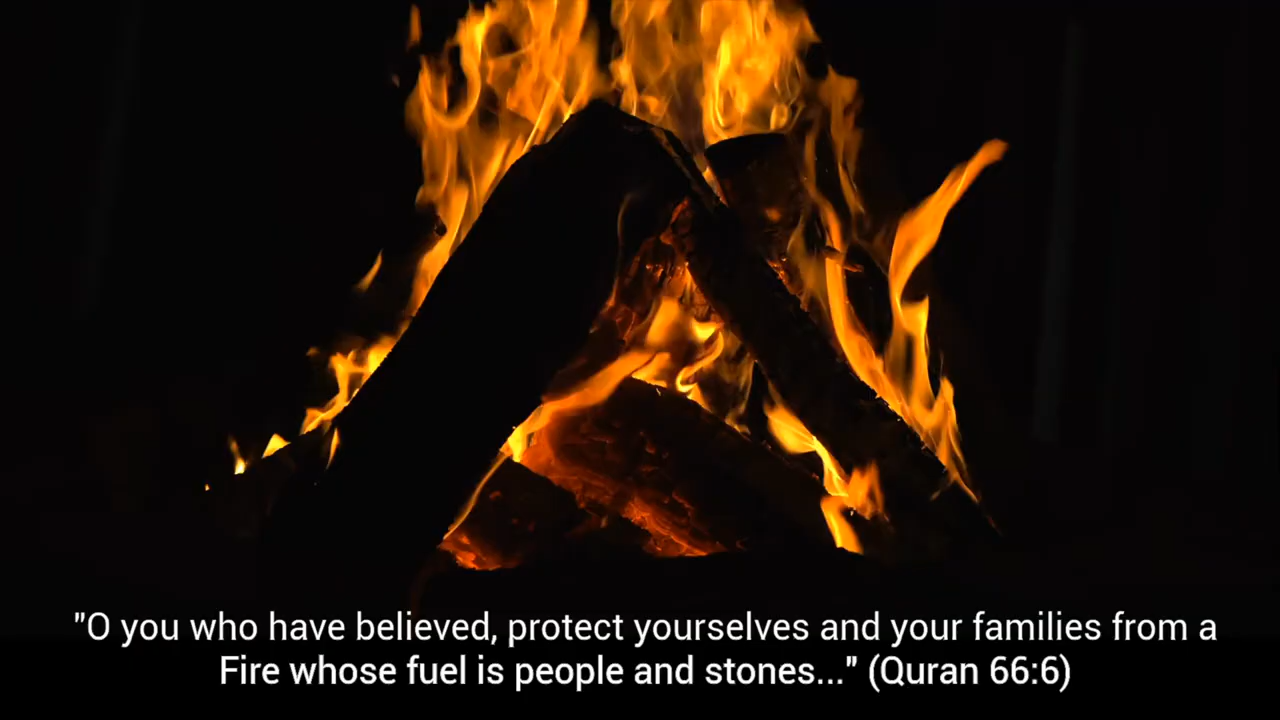 "O you who have believed, protect yourselves and your families from a
Fire whose fuel is people and stones..." (Quran 66:6)